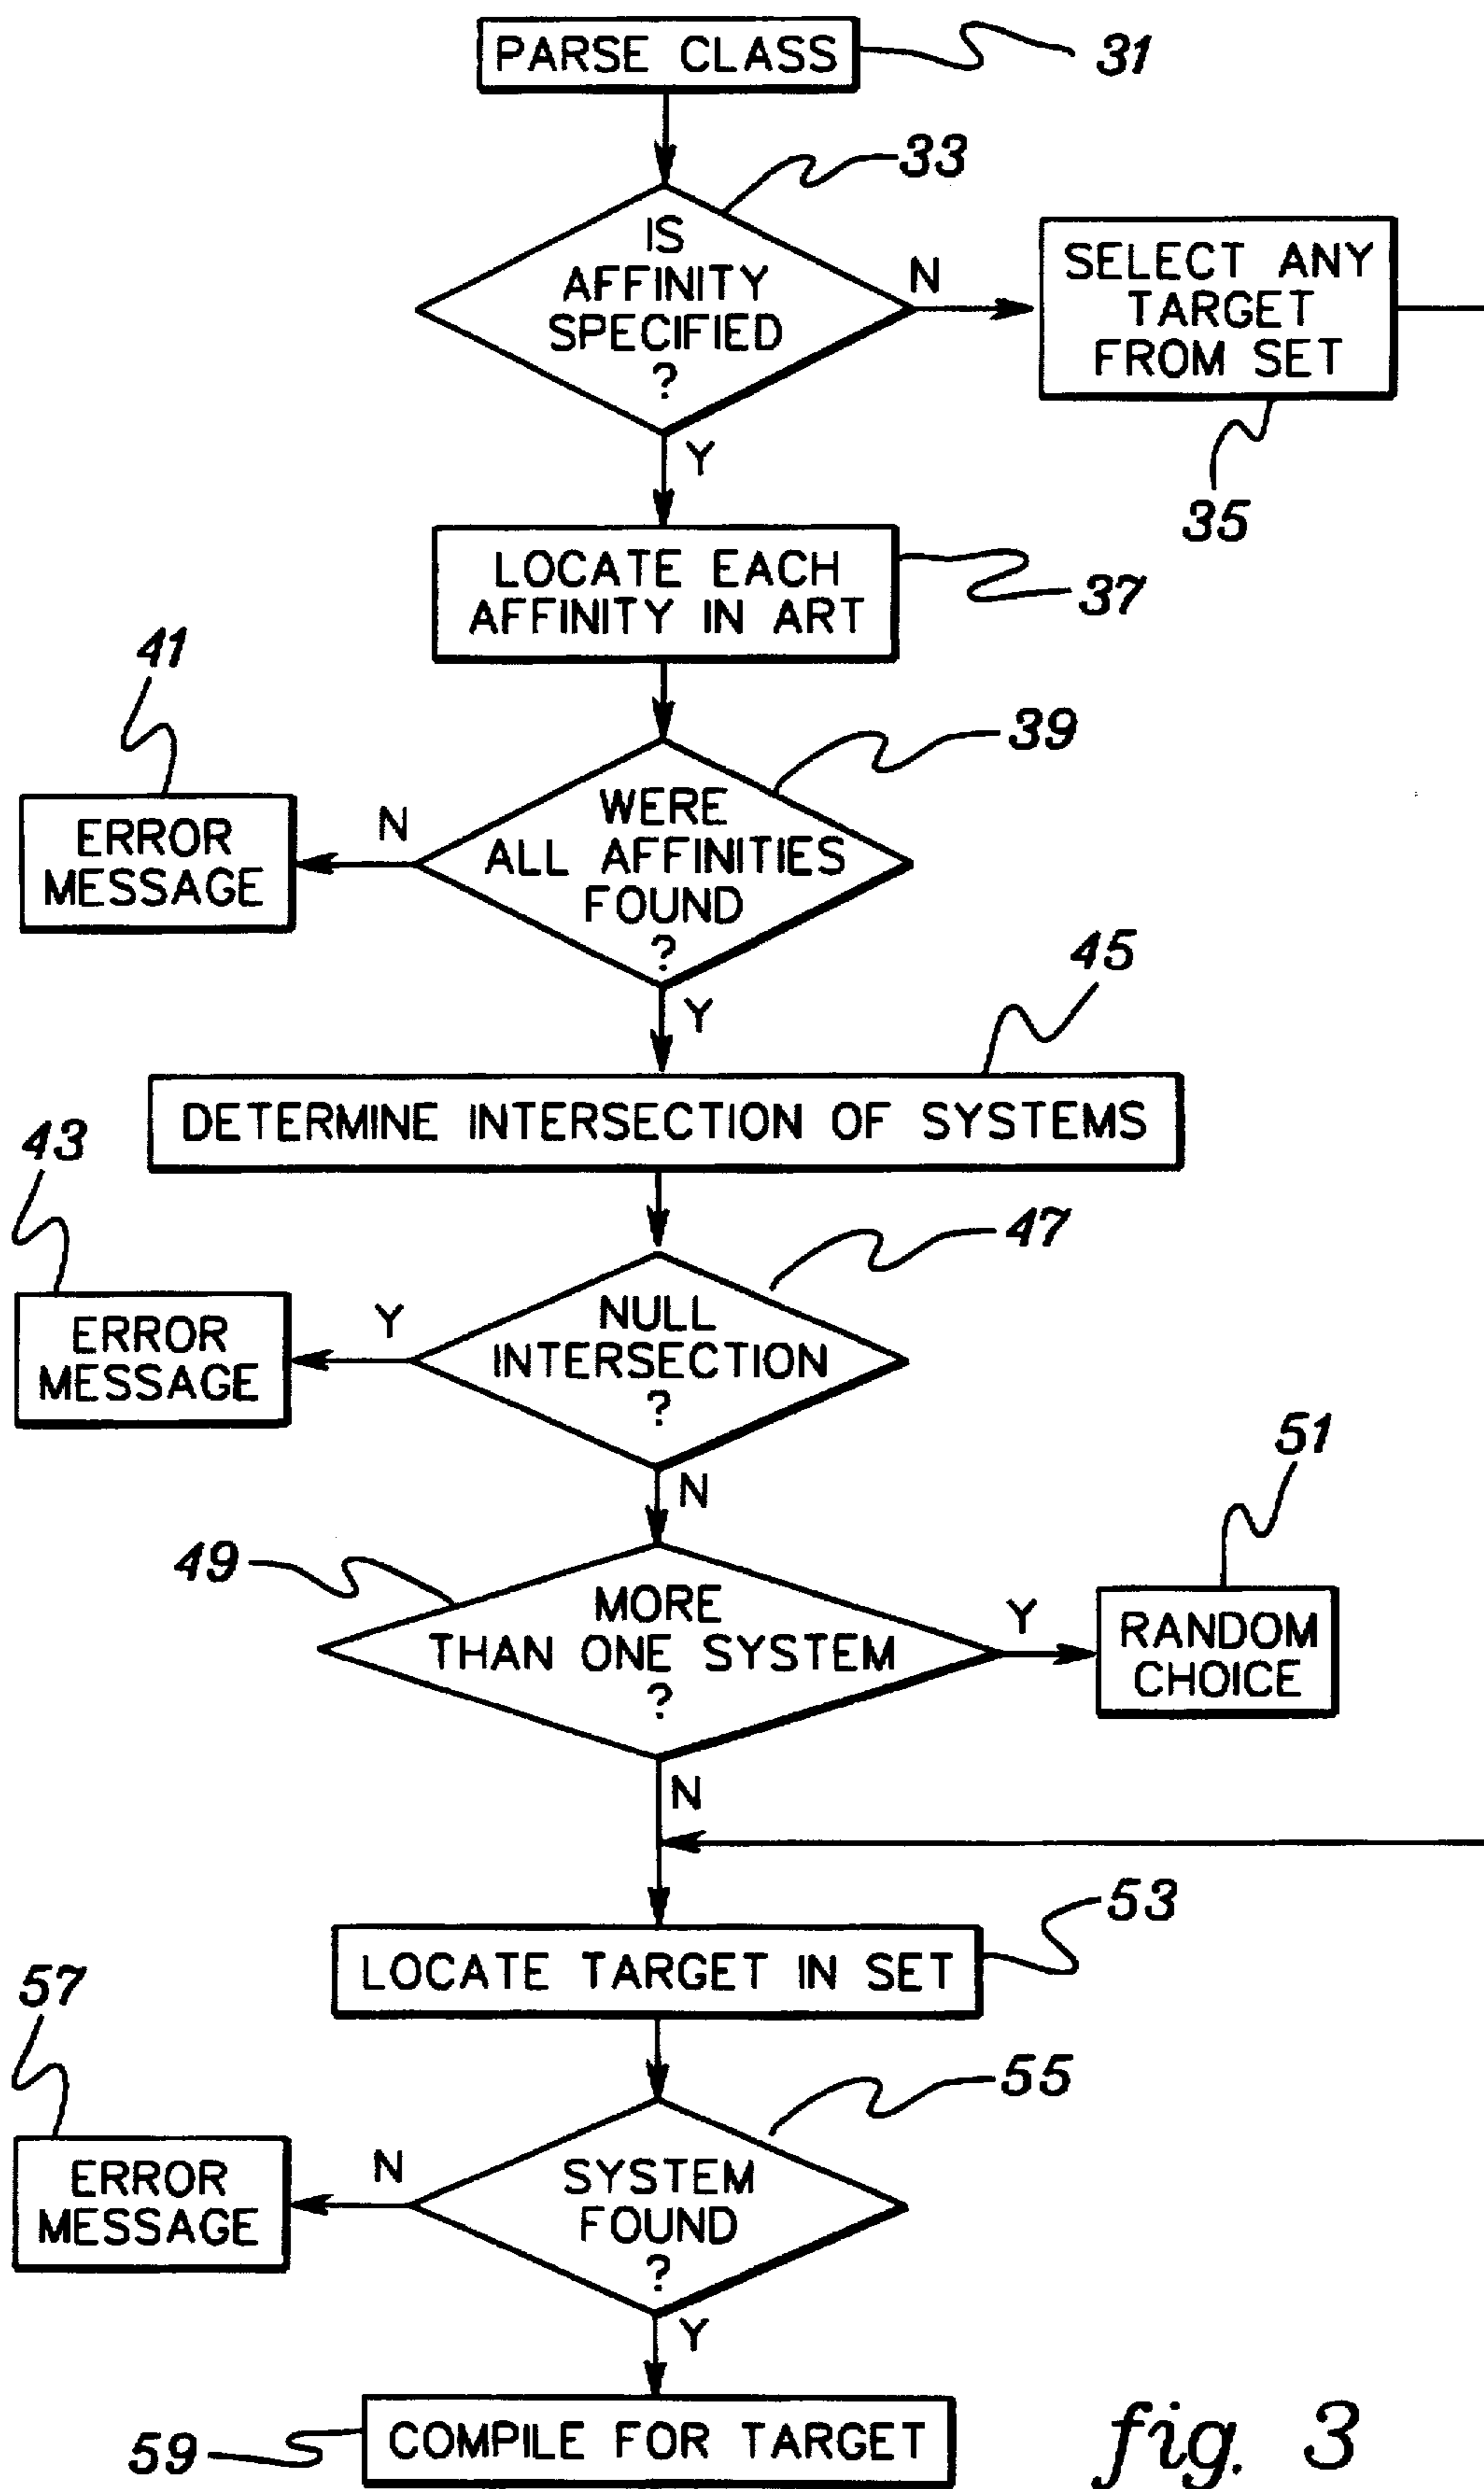 PARSE CLASS
31
33
IS
AFFINITY
SPECIFIED
?
N
SELECT ANY
TARGET
FROM SET
35
Y
LOCATE EACH
AFFINITY IN ART
37
41
39
ERROR
MESSAGE
N
WERE
ALL AFFINITIES
FOUND
?
Y
45
DETERMINE INTERSECTION OF SYSTEMS
43
47
ERROR
MESSAGE
Y
NULL
INTERSECTION
?
N
51
49
MORE
THAN ONE SYSTEM
?
Y
RANDOM
CHOICE
N
53
LOCATE TARGET IN SET
57
55
ERROR
MESSAGE
N
SYSTEM
FOUND
?
Y
59
COMPILE FOR TARGET
fig. 3